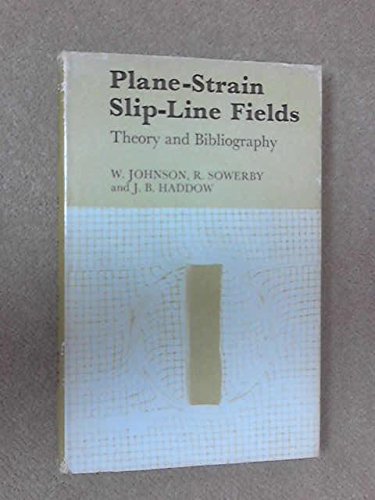 Plane-Strain
Slip-Line Fields
Theory and Bibliography
W. JOHNSON, R. SOWERBY
and J. B. HADDOW